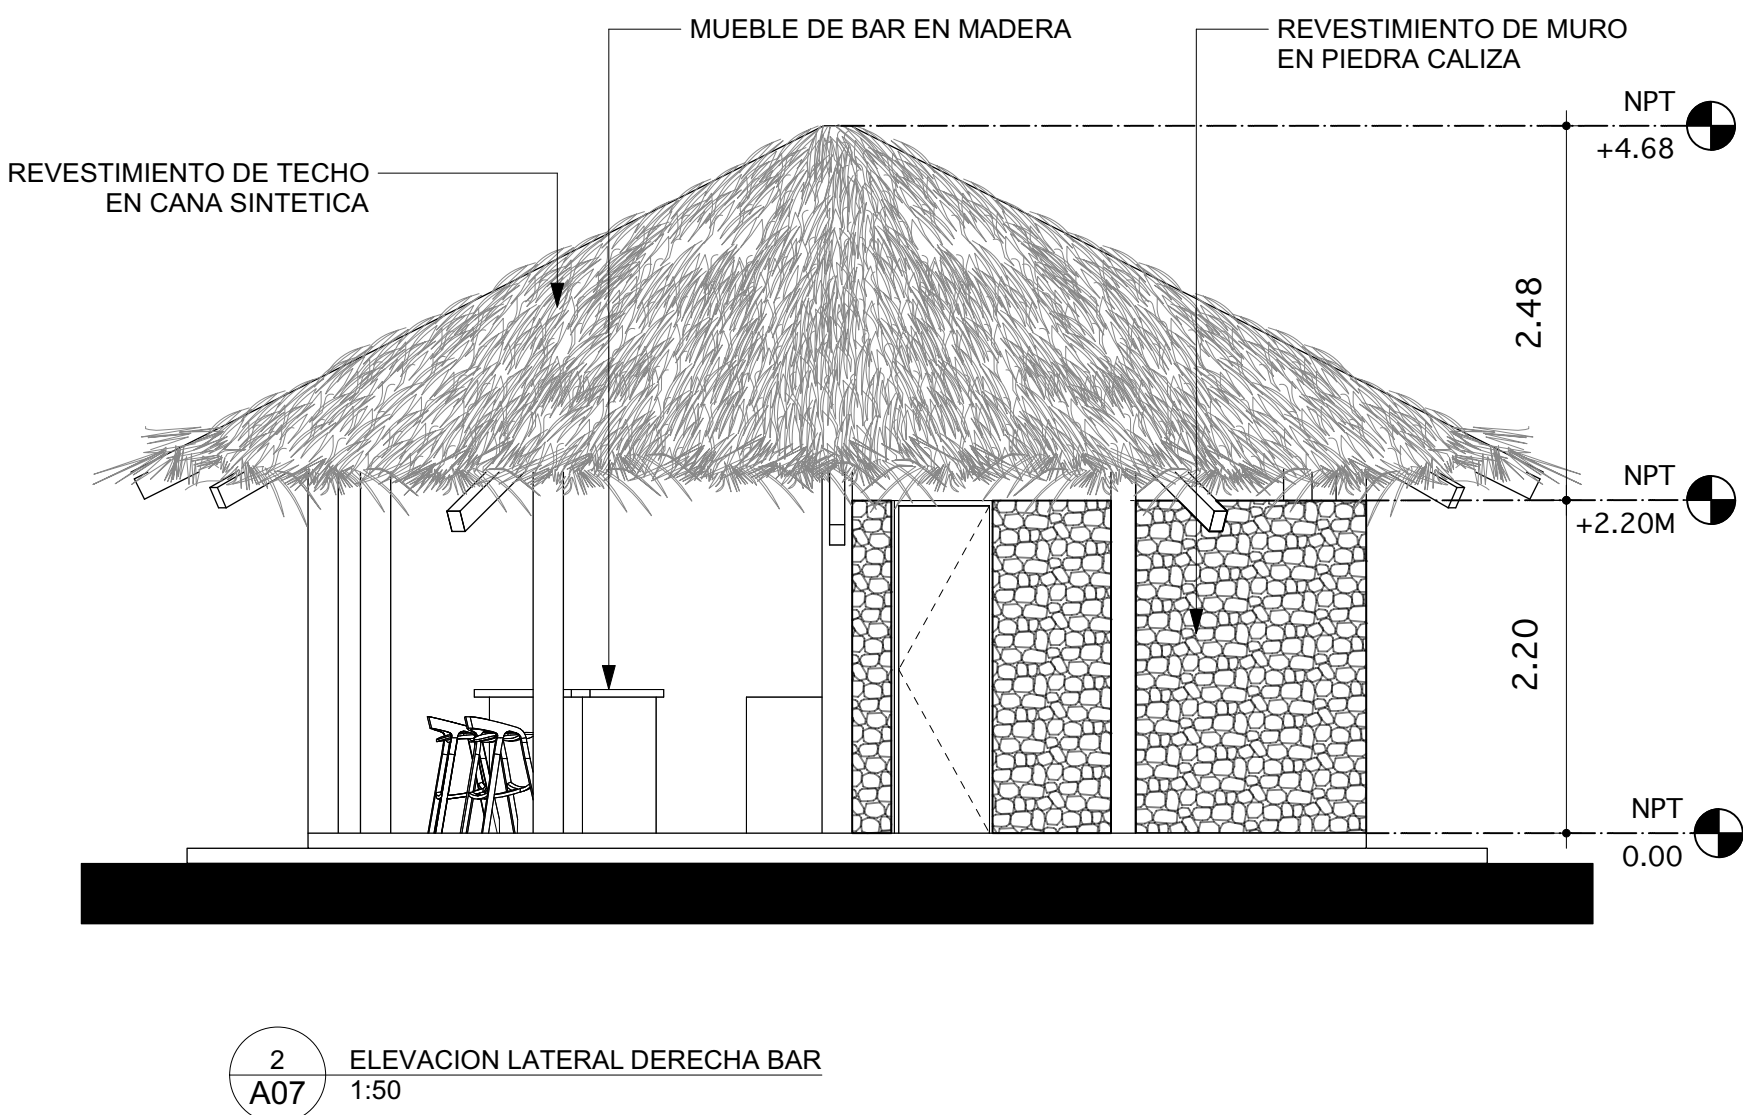 MUEBLE DE BAR EN MADERA
REVESTIMIENTO DE MURO
EN PIEDRA CALIZA
NPT
+4.68
REVESTIMIENTO DE TECHO
EN CANA SINTETICA
2.48
NPT
+2.20M
2.20
NPT
0.00
2
A07
ELEVACION LATERAL DERECHA BAR
1:50